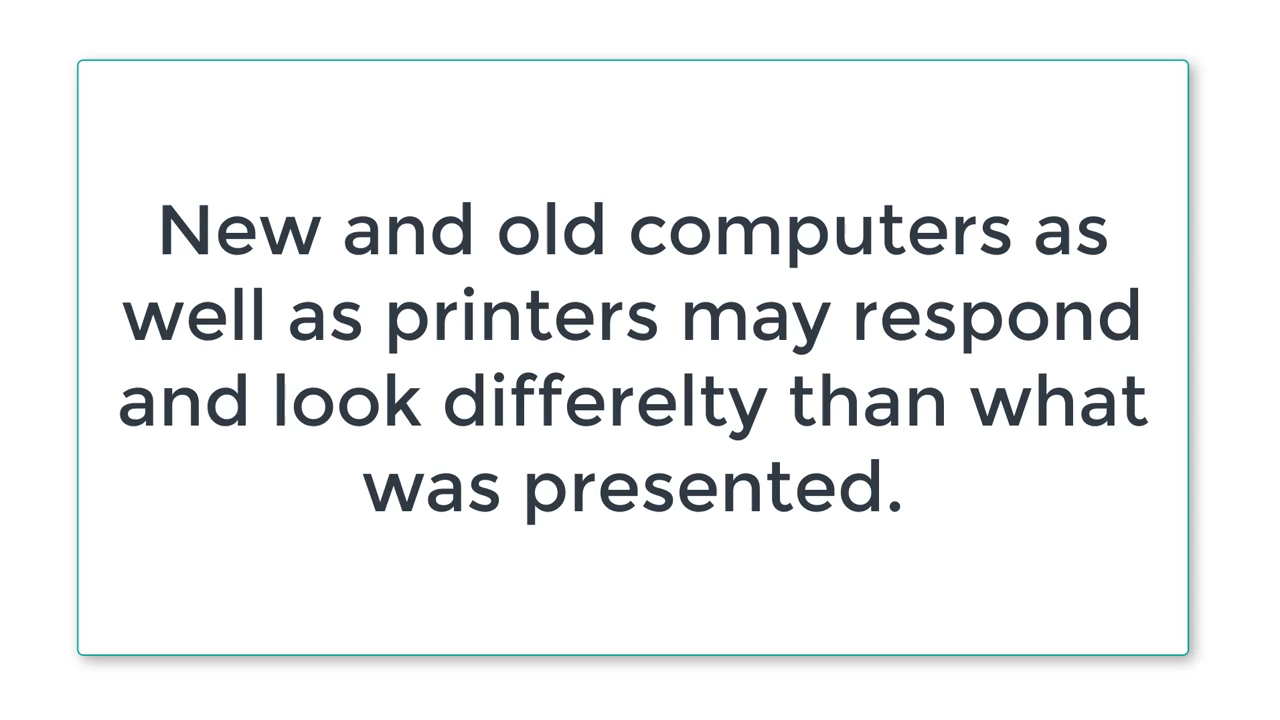 New and old computers as
well as printers may respond
and look differelty than what
was presented.